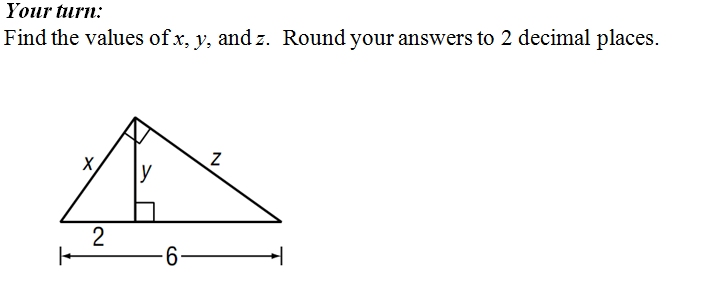 Your turn:
Find the values of x, y, and z. Round your answers to 2 decimal places.
x
y
z
2
6